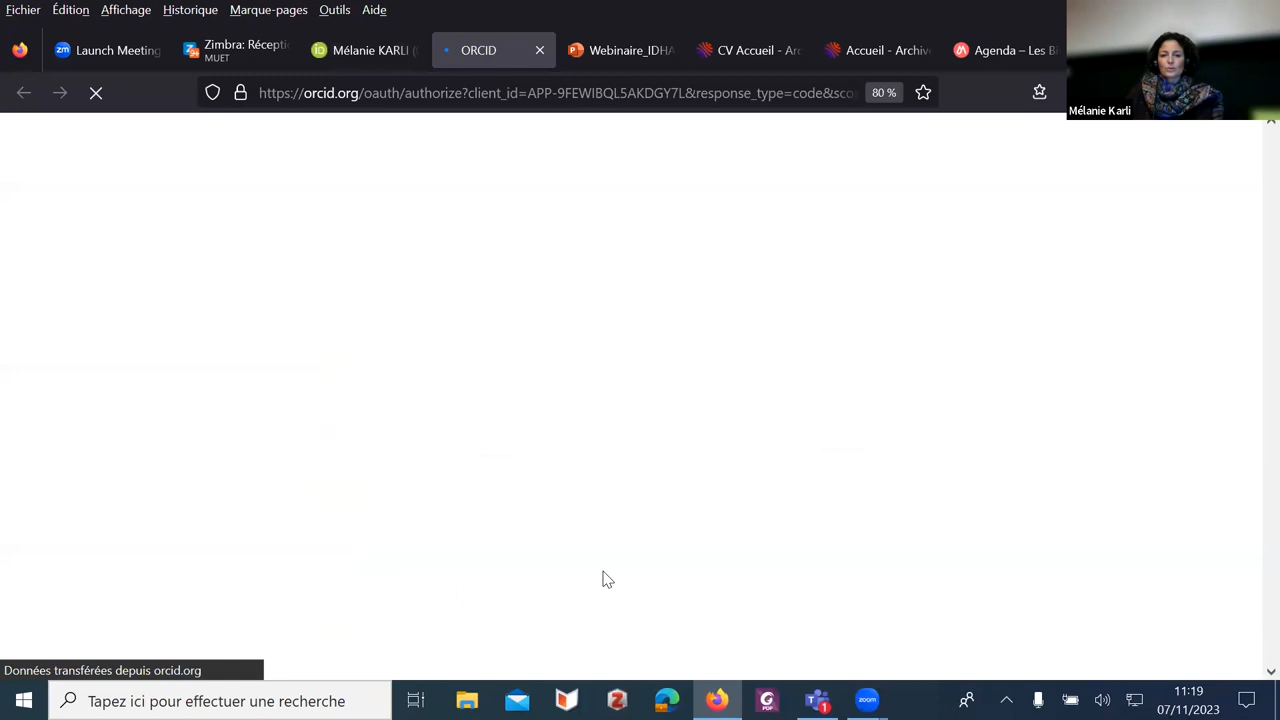 Fichier Édition Affichage Historique Marque-pages Outils Aide
Launch Meeting
Zimbra: Récepti
MUET
Mélanie KARLI (
ORCID
Webinaire_IDHA
CV Accueil - Arc
Accueil - Archive
Agenda – Les Bi
https://orcid.org/oauth/authorize?client_id=APP-9FEWIBQL5AKDGY7L&response_type=code&sco
80 %
Mélanie Karli
Données transférées depuis orcid.org
Tapez ici pour effectuer une recherche
11:19
07/11/2023